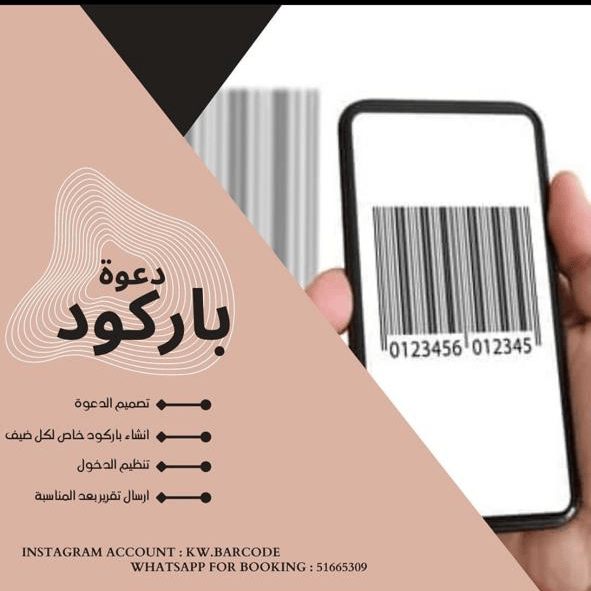 دعوة
باركود
تصميم الدعوة
انشاء باركود خاص لكل ضيف
تنظيم الدخول
ارسال تقرير بعد المناسبة
0123456 012345
INSTAGRAM ACCOUNT : KW.BARCODE
WHATSAPP FOR BOOKING : 51665309